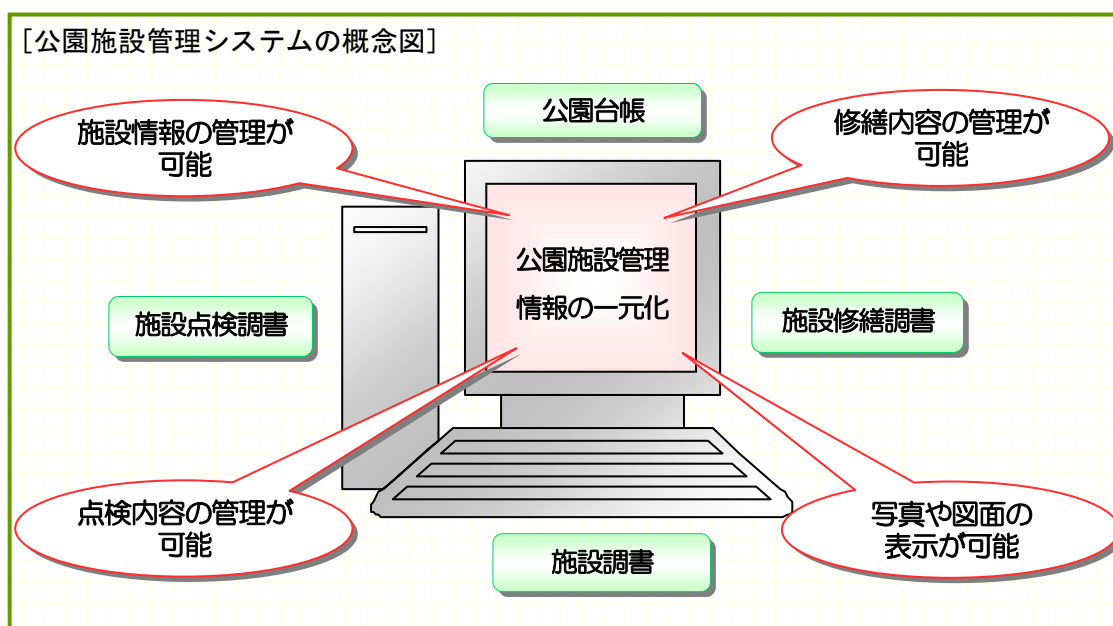 [公園施設管理システムの概念図]
公園台帳
施設情報の管理が
可能
修繕内容の管理が
可能
公園施設管理
情報の一元化
施設点検調書
施設修繕調書
点検内容の管理が
可能
写真や図面の
表示が可能
施設調書